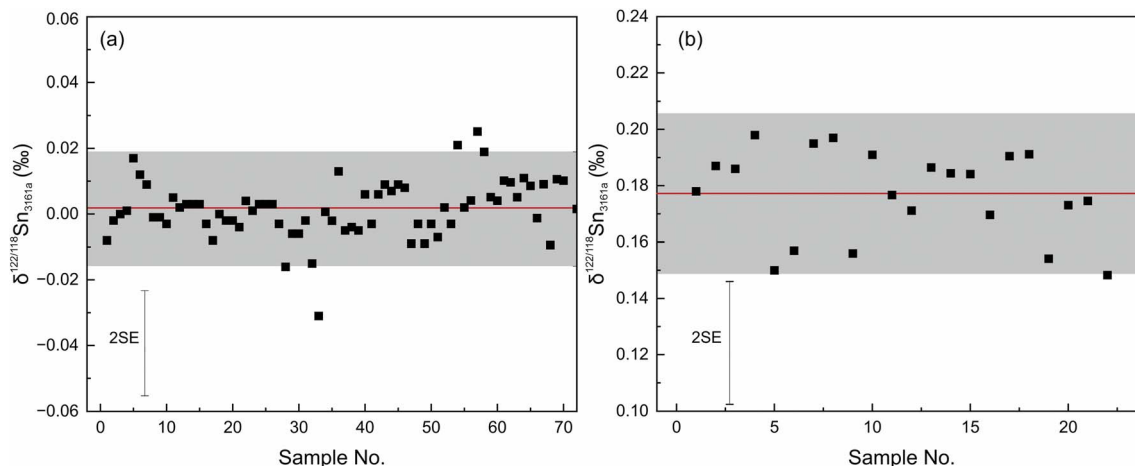 (a)
δ¹²²/¹¹⁸Sn₃₁₆₁ₐ (‰)
0.06
0.04
0.02
0.00
−0.02
−0.04
−0.06
2SE
0 10 20 30 40 50 60 70
Sample No.
(b)
δ¹²²/¹¹⁸Sn₃₁₆₁ₐ (‰)
0.24
0.22
0.20
0.18
0.16
0.14
0.12
0.10
2SE
0 5 10 15 20
Sample No.